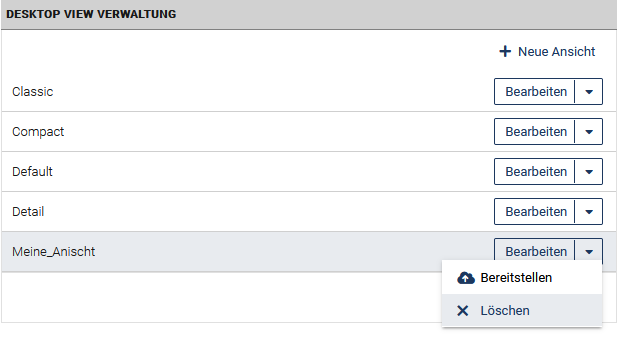 DESKTOP VIEW VERWALTUNG
Neue Ansicht
Classic Bearbeiten
Compact Bearbeiten
Default Bearbeiten
Detail Bearbeiten
Meine_Anischt Bearbeiten
Bereitstellen
Löschen